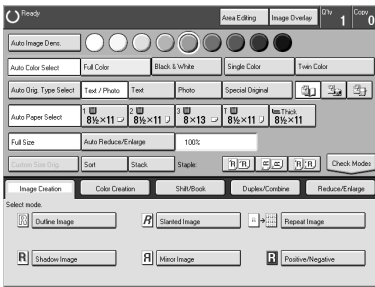 Ready Area Editing Image Overlay Q'ty 1 Copy 0
Auto Image Dens.
Auto Color Select Full Color Black & White Single Color Twin Color
Auto Orig. Type Select Text / Photo Text Photo Special Original
Auto Paper Select 1 8½×11 2 8½×11 3 8×13 T 8½×11 Thick 8½×11
Full Size Auto Reduce/Enlarge 100%
Custom Size Orig. Sort Stack Staple: Check Modes
Image Creation Color Creation Shift/Book Duplex/Combine Reduce/Enlarge
Select mode.
R Outline Image R Slanted Image R Repeat Image
R Shadow Image Я Mirror Image R Positive/Negative